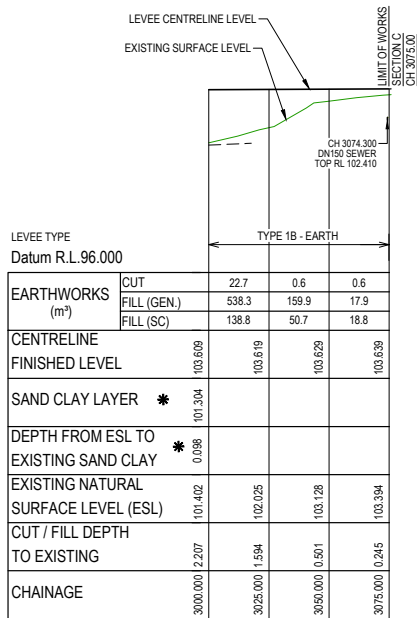 LEVEE CENTRELINE LEVEL
EXISTING SURFACE LEVEL
LIMIT OF WORKS
SECTION C
CH 3075.00
CH 3074.300
DN150 SEWER
TOP RL 102.410
LEVEE TYPE
TYPE 1B - EARTH
Datum R.L.96.000
EARTHWORKS
(m³)
CUT 22.7 0.6 0.6
FILL (GEN.) 538.3 159.9 17.9
FILL (SC) 138.8 50.7 18.8
CENTRELINE
FINISHED LEVEL 103.609 103.619 103.629 103.639
SAND CLAY LAYER * 101.304
DEPTH FROM ESL TO
EXISTING SAND CLAY * 0.098
EXISTING NATURAL
SURFACE LEVEL (ESL) 101.402 102.025 103.128 103.394
CUT / FILL DEPTH
TO EXISTING 2.207 1.594 0.501 0.245
CHAINAGE 3000.000 3025.000 3050.000 3075.000